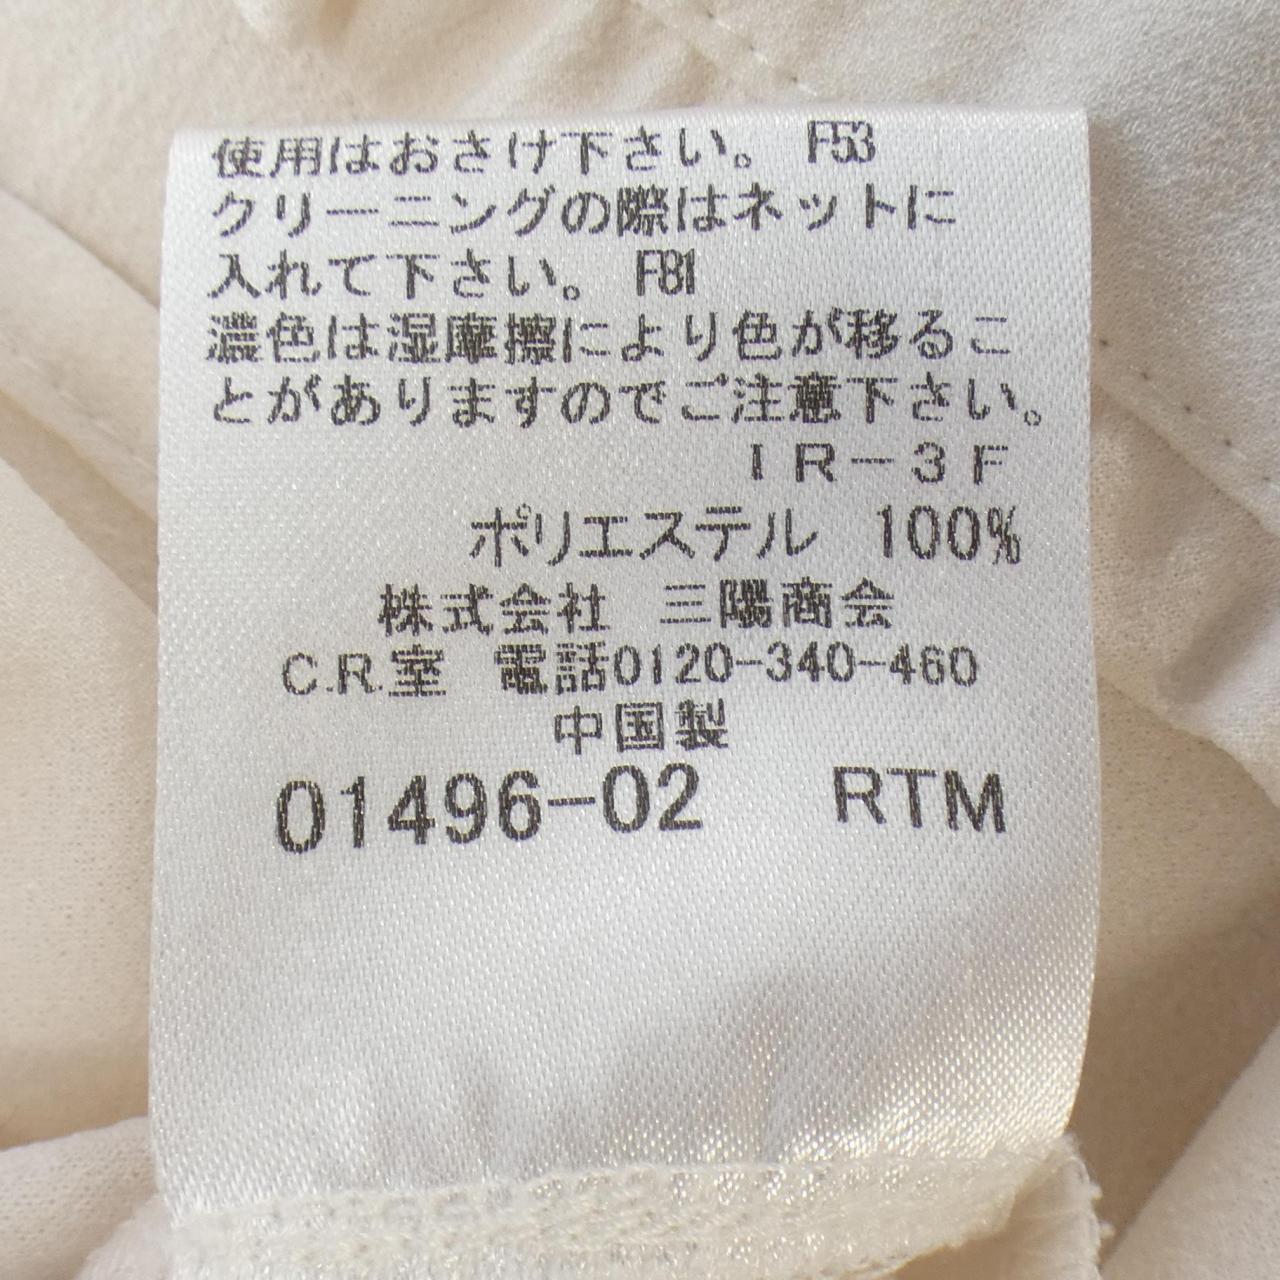 使用はおさけ下さい。 F53
クリーニングの際はネットに
入れて下さい。 F81
濃色は湿摩擦により色が移るこ
とがありますのでご注意下さい。
IR-3F
ポリエステル 100%
株式会社 三陽商会
C.R.室 電話0120-340-460
中国製
01496-02 RTM